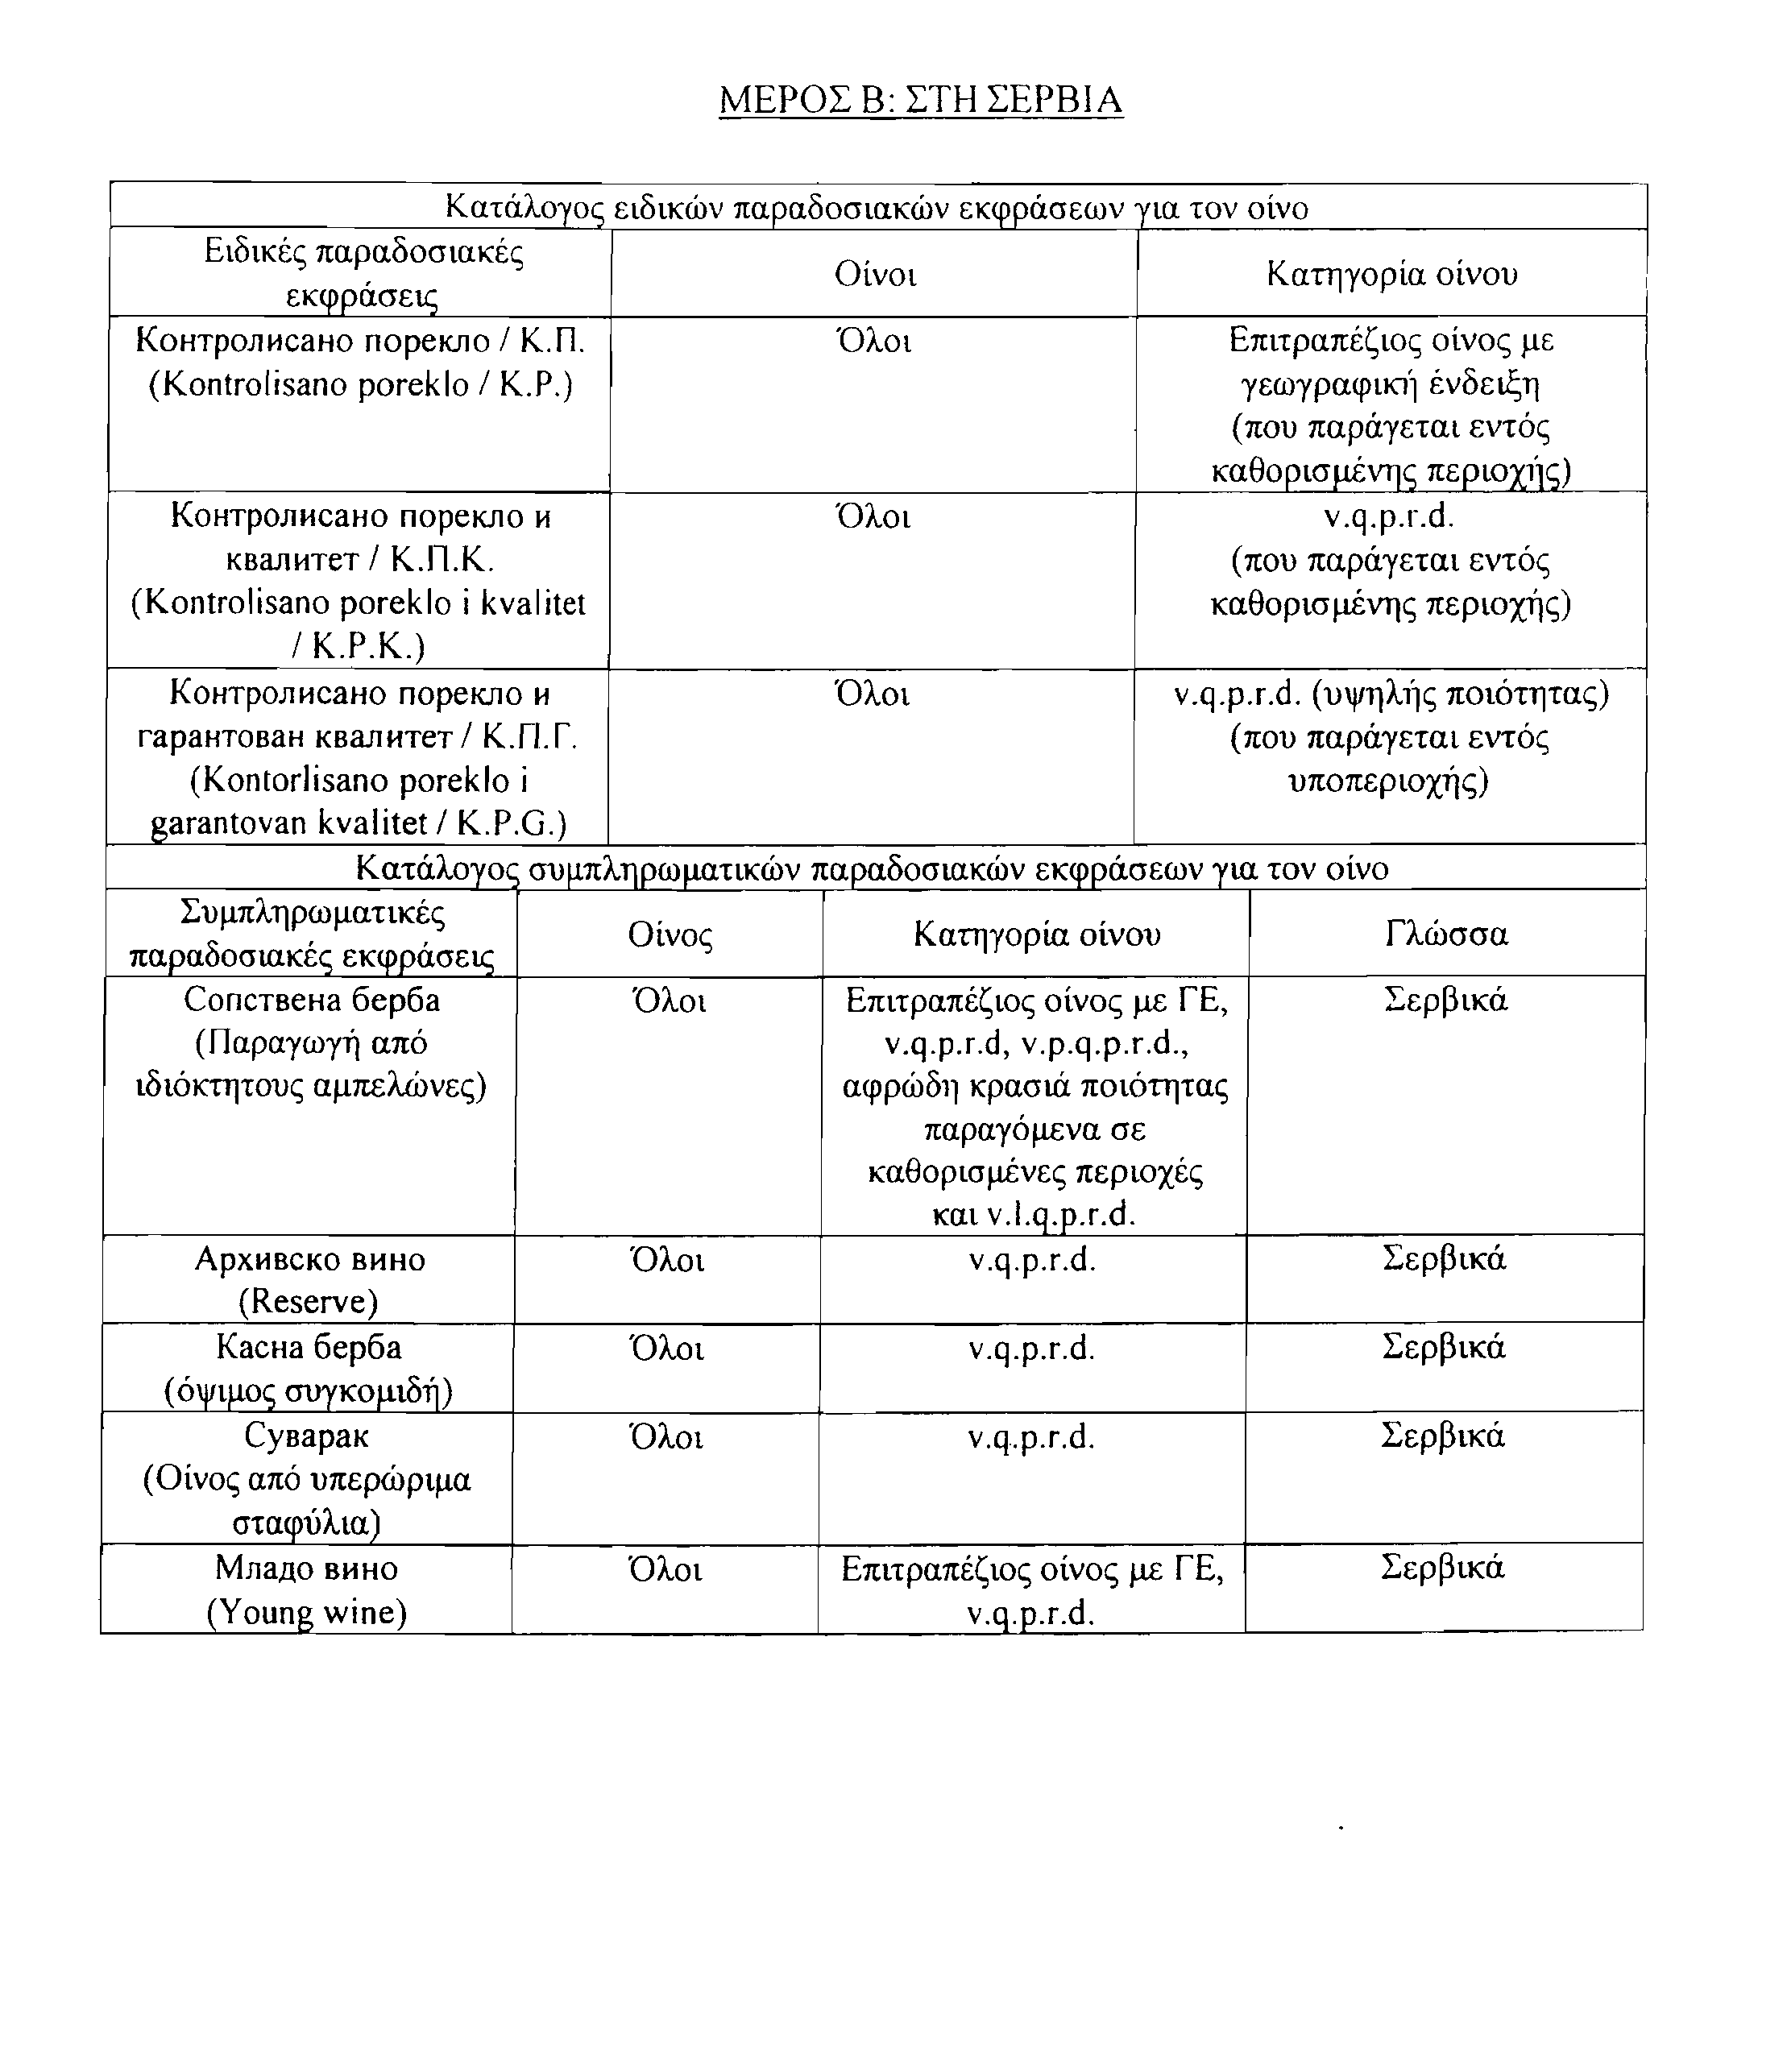 ΜΕΡΟΣ Β: ΣΤΗ ΣΕΡΒΙΑ
Κατάλογος ειδικών παραδοσιακών εκφράσεων για τον οίνο
Ειδικές παραδοσιακές
εκφράσεις
Οίνοι
Κατηγορία οίνου
Контролисано порекло / К.П.
(Kontrolisano poreklo / K.P.)
Όλοι
Επιτραπέζιος οίνος με
γεωγραφική ένδειξη
(που παράγεται εντός
καθορισμένης περιοχής)
Контролисано порекло и
квалитет / К.П.К.
(Kontrolisano poreklo i kvalitet
/ K.P.K.)
Όλοι
v.q.p.r.d.
(που παράγεται εντός
καθορισμένης περιοχής)
Контролисано порекло и
гарантован квалитет / К.П.Г.
(Kontorlisano poreklo i
garantovan kvalitet / K.P.G.)
Όλοι
v.q.p.r.d. (υψηλής ποιότητας)
(που παράγεται εντός
υποπεριοχής)
Κατάλογος συμπληρωματικών παραδοσιακών εκφράσεων για τον οίνο
Συμπληρωματικές
παραδοσιακές εκφράσεις
Οίνος
Κατηγορία οίνου
Γλώσσα
Сопствена берба
(Παραγωγή από
ιδιόκτητους αμπελώνες)
Όλοι
Επιτραπέζιος οίνος με ΓΕ,
v.q.p.r.d, v.p.q.p.r.d.,
αφρώδη κρασιά ποιότητας
παραγόμενα σε
καθορισμένες περιοχές
και v.l.q.p.r.d.
Σερβικά
Архивско вино
(Reserve)
Όλοι
v.q.p.r.d.
Σερβικά
Касна берба
(όψιμος συγκομιδή)
Όλοι
v.q.p.r.d.
Σερβικά
Суварак
(Οίνος από υπερώριμα
σταφύλια)
Όλοι
v.q.p.r.d.
Σερβικά
Младо вино
(Young wine)
Όλοι
Επιτραπέζιος οίνος με ΓΕ,
v.q.p.r.d.
Σερβικά